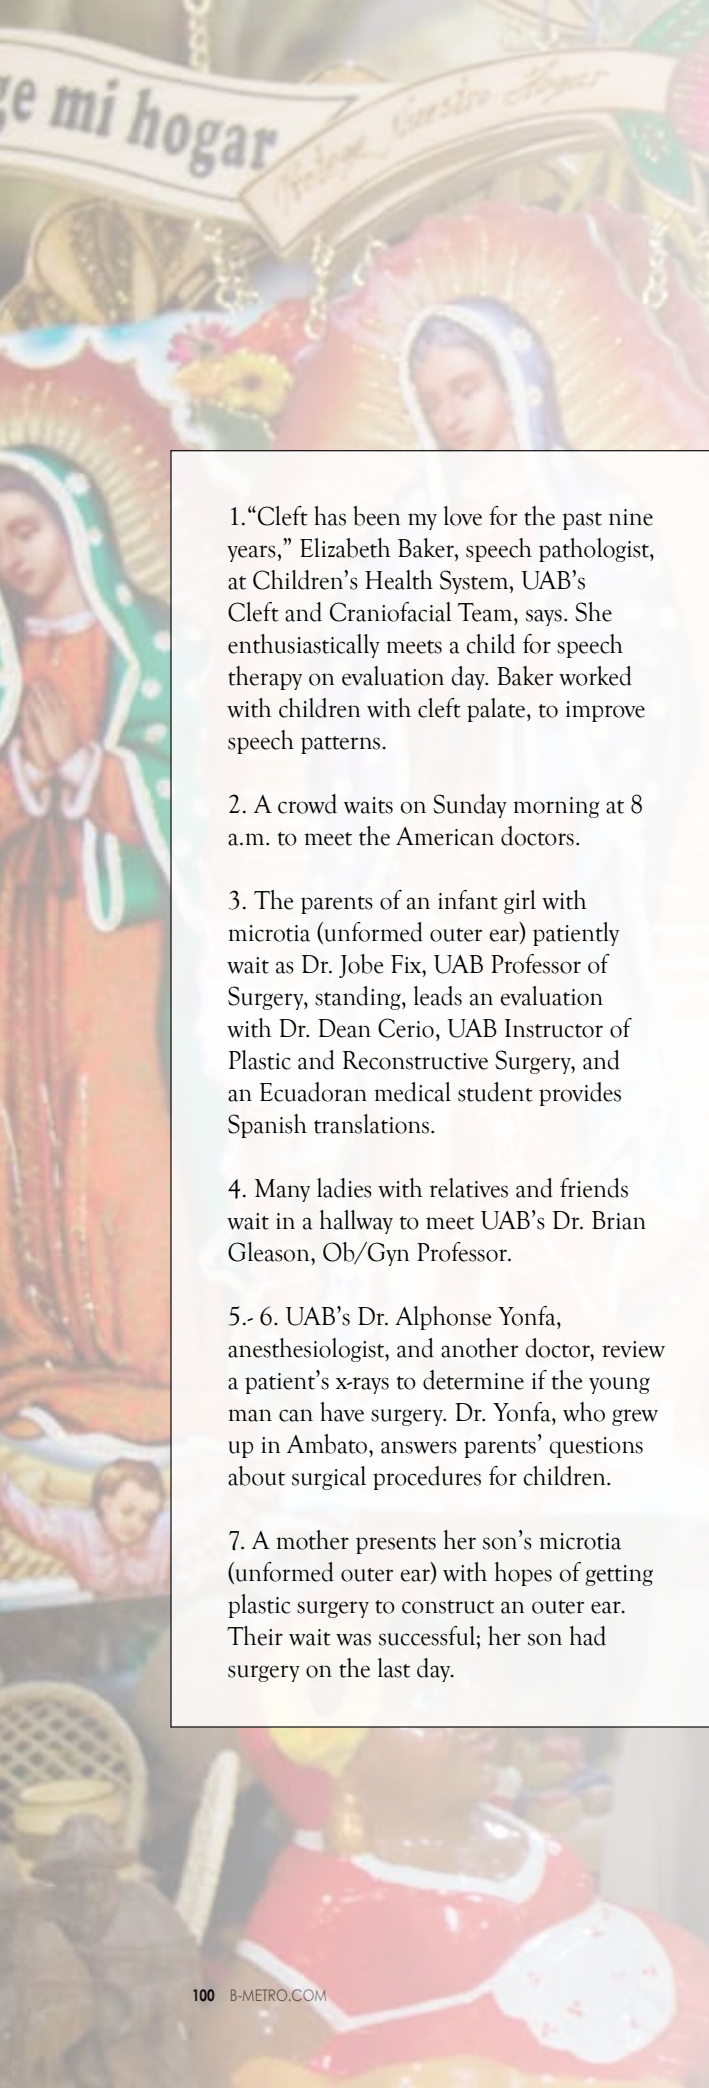 ge mi hogar
Protege Nuestro Hogar
1.“Cleft has been my love for the past nine
years,” Elizabeth Baker, speech pathologist,
at Children’s Health System, UAB’s
Cleft and Craniofacial Team, says. She
enthusiastically meets a child for speech
therapy on evaluation day. Baker worked
with children with cleft palate, to improve
speech patterns.
2. A crowd waits on Sunday morning at 8
a.m. to meet the American doctors.
3. The parents of an infant girl with
microtia (unformed outer ear) patiently
wait as Dr. Jobe Fix, UAB Professor of
Surgery, standing, leads an evaluation
with Dr. Dean Cerio, UAB Instructor of
Plastic and Reconstructive Surgery, and
an Ecuadoran medical student provides
Spanish translations.
4. Many ladies with relatives and friends
wait in a hallway to meet UAB’s Dr. Brian
Gleason, Ob/Gyn Professor.
5.- 6. UAB’s Dr. Alphonse Yonfa,
anesthesiologist, and another doctor, review
a patient’s x-rays to determine if the young
man can have surgery. Dr. Yonfa, who grew
up in Ambato, answers parents’ questions
about surgical procedures for children.
7. A mother presents her son’s microtia
(unformed outer ear) with hopes of getting
plastic surgery to construct an outer ear.
Their wait was successful; her son had
surgery on the last day.
100 B-METRO.COM